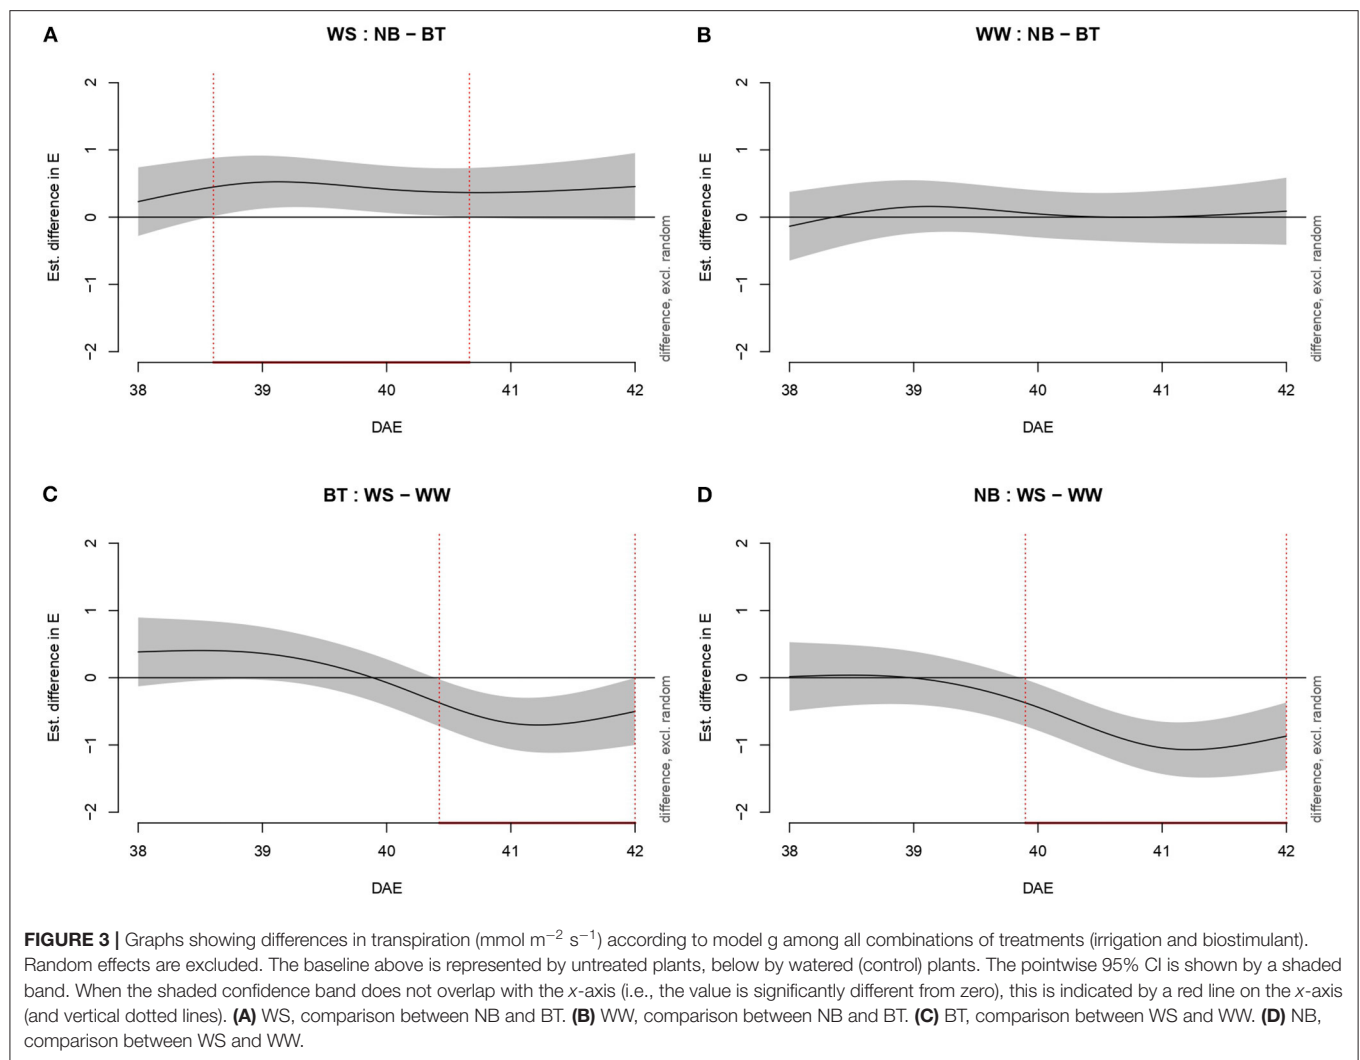 A
WS : NB − BT
2
1
0
−1
−2
Est. difference in E
38
39
40
41
42
DAE
difference, excl. random
B
WW : NB − BT
2
1
0
−1
−2
Est. difference in E
38
39
40
41
42
DAE
difference, excl. random
C
BT : WS − WW
2
1
0
−1
−2
Est. difference in E
38
39
40
41
42
DAE
difference, excl. random
D
NB : WS − WW
2
1
0
−1
−2
Est. difference in E
38
39
40
41
42
DAE
difference, excl. random
FIGURE 3 | Graphs showing differences in transpiration (mmol m−2 s−1) according to model g among all combinations of treatments (irrigation and biostimulant).
Random effects are excluded. The baseline above is represented by untreated plants, below by watered (control) plants. The pointwise 95% CI is shown by a shaded
band. When the shaded confidence band does not overlap with the x-axis (i.e., the value is significantly different from zero), this is indicated by a red line on the x-axis
(and vertical dotted lines). (A) WS, comparison between NB and BT. (B) WW, comparison between NB and BT. (C) BT, comparison between WS and WW. (D) NB,
comparison between WS and WW.